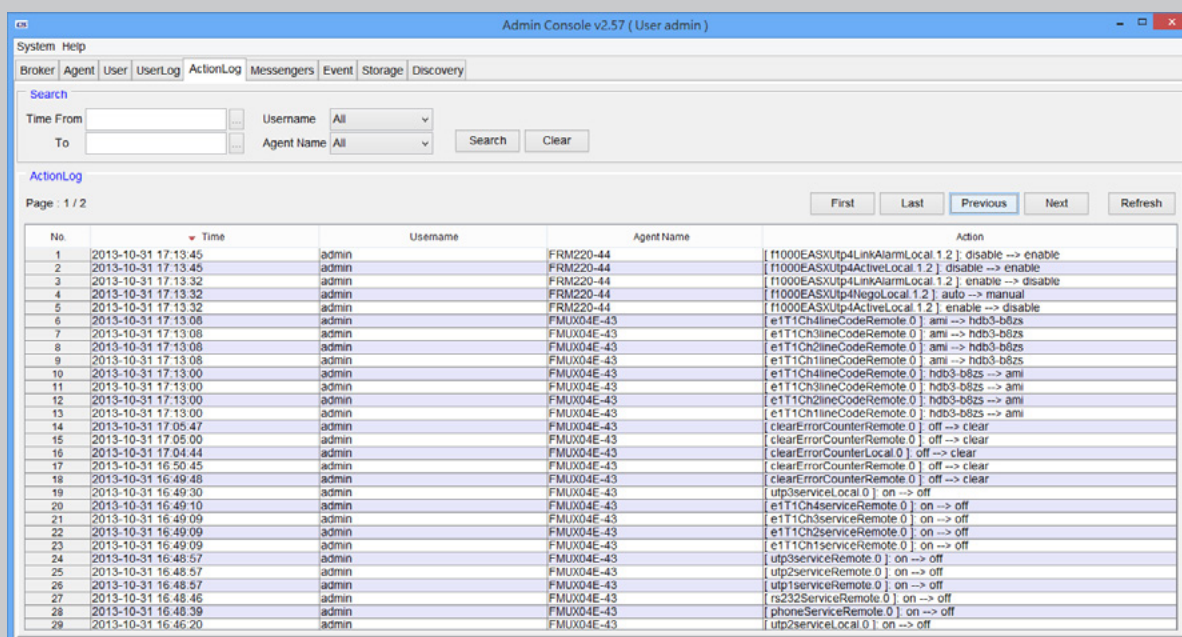 Admin Console v2.57 ( User admin )
System Help
Broker Agent User UserLog ActionLog Messengers Event Storage Discovery
Search
Time From ... Username All
To ... Agent Name All Search Clear
ActionLog
Page : 1 / 2 First Last Previous Next Refresh
No. Time Username Agent Name Action
1 2013-10-31 17:13:45 admin FRM220-44 [ f1000EASXUtp4LinkAlarmLocal.1.2 ]: disable --> enable
2 2013-10-31 17:13:45 admin FRM220-44 [ f1000EASXUtp4ActiveLocal.1.2 ]: disable --> enable
3 2013-10-31 17:13:32 admin FRM220-44 [ f1000EASXUtp4LinkAlarmLocal.1.2 ]: enable --> disable
4 2013-10-31 17:13:32 admin FRM220-44 [ f1000EASXUtp4NegoLocal.1.2 ]: auto --> manual
5 2013-10-31 17:13:32 admin FRM220-44 [ f1000EASXUtp4ActiveLocal.1.2 ]: enable --> disable
6 2013-10-31 17:13:08 admin FMUX04E-43 [ e1T1Ch4lineCodeRemote.0 ]: ami --> hdb3-b8zs
7 2013-10-31 17:13:08 admin FMUX04E-43 [ e1T1Ch3lineCodeRemote.0 ]: ami --> hdb3-b8zs
8 2013-10-31 17:13:08 admin FMUX04E-43 [ e1T1Ch2lineCodeRemote.0 ]: ami --> hdb3-b8zs
9 2013-10-31 17:13:08 admin FMUX04E-43 [ e1T1Ch1lineCodeRemote.0 ]: ami --> hdb3-b8zs
10 2013-10-31 17:13:00 admin FMUX04E-43 [ e1T1Ch4lineCodeRemote.0 ]: hdb3-b8zs --> ami
11 2013-10-31 17:13:00 admin FMUX04E-43 [ e1T1Ch3lineCodeRemote.0 ]: hdb3-b8zs --> ami
12 2013-10-31 17:13:00 admin FMUX04E-43 [ e1T1Ch2lineCodeRemote.0 ]: hdb3-b8zs --> ami
13 2013-10-31 17:13:00 admin FMUX04E-43 [ e1T1Ch1lineCodeRemote.0 ]: hdb3-b8zs --> ami
14 2013-10-31 17:05:47 admin FMUX04E-43 [ clearErrorCounterRemote.0 ]: off --> clear
15 2013-10-31 17:05:00 admin FMUX04E-43 [ clearErrorCounterRemote.0 ]: off --> clear
16 2013-10-31 17:04:44 admin FMUX04E-43 [ clearErrorCounterLocal.0 ]: off --> clear
17 2013-10-31 16:50:45 admin FMUX04E-43 [ clearErrorCounterRemote.0 ]: off --> clear
18 2013-10-31 16:49:48 admin FMUX04E-43 [ clearErrorCounterRemote.0 ]: off --> clear
19 2013-10-31 16:49:30 admin FMUX04E-43 [ utp3serviceLocal.0 ]: on --> off
20 2013-10-31 16:49:10 admin FMUX04E-43 [ e1T1Ch4serviceRemote.0 ]: on --> off
21 2013-10-31 16:49:09 admin FMUX04E-43 [ e1T1Ch3serviceRemote.0 ]: on --> off
22 2013-10-31 16:49:09 admin FMUX04E-43 [ e1T1Ch2serviceRemote.0 ]: on --> off
23 2013-10-31 16:49:09 admin FMUX04E-43 [ e1T1Ch1serviceRemote.0 ]: on --> off
24 2013-10-31 16:48:57 admin FMUX04E-43 [ utp3serviceRemote.0 ]: on --> off
25 2013-10-31 16:48:57 admin FMUX04E-43 [ utp2serviceRemote.0 ]: on --> off
26 2013-10-31 16:48:57 admin FMUX04E-43 [ utp1serviceRemote.0 ]: on --> off
27 2013-10-31 16:48:46 admin FMUX04E-43 [ rs232ServiceRemote.0 ]: on --> off
28 2013-10-31 16:48:39 admin FMUX04E-43 [ phoneServiceRemote.0 ]: on --> off
29 2013-10-31 16:46:20 admin FMUX04E-43 [ utp2serviceLocal.0 ]: on --> off